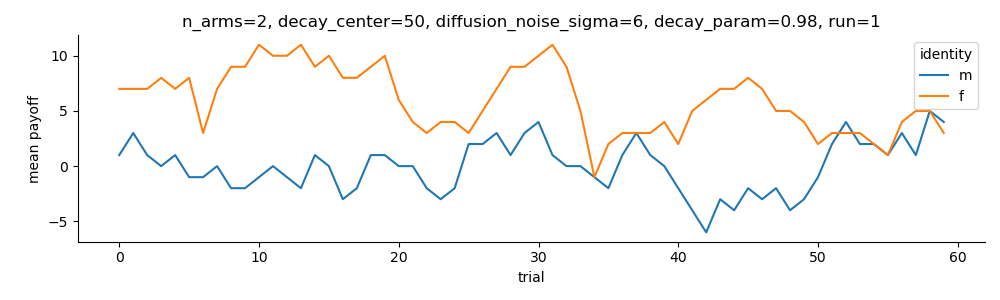 n_arms=2, decay_center=50, diffusion_noise_sigma=6, decay_param=0.98, run=1
mean payoff
10
5
0
−5
identity
m
f
0 10 20 30 40 50 60
trial